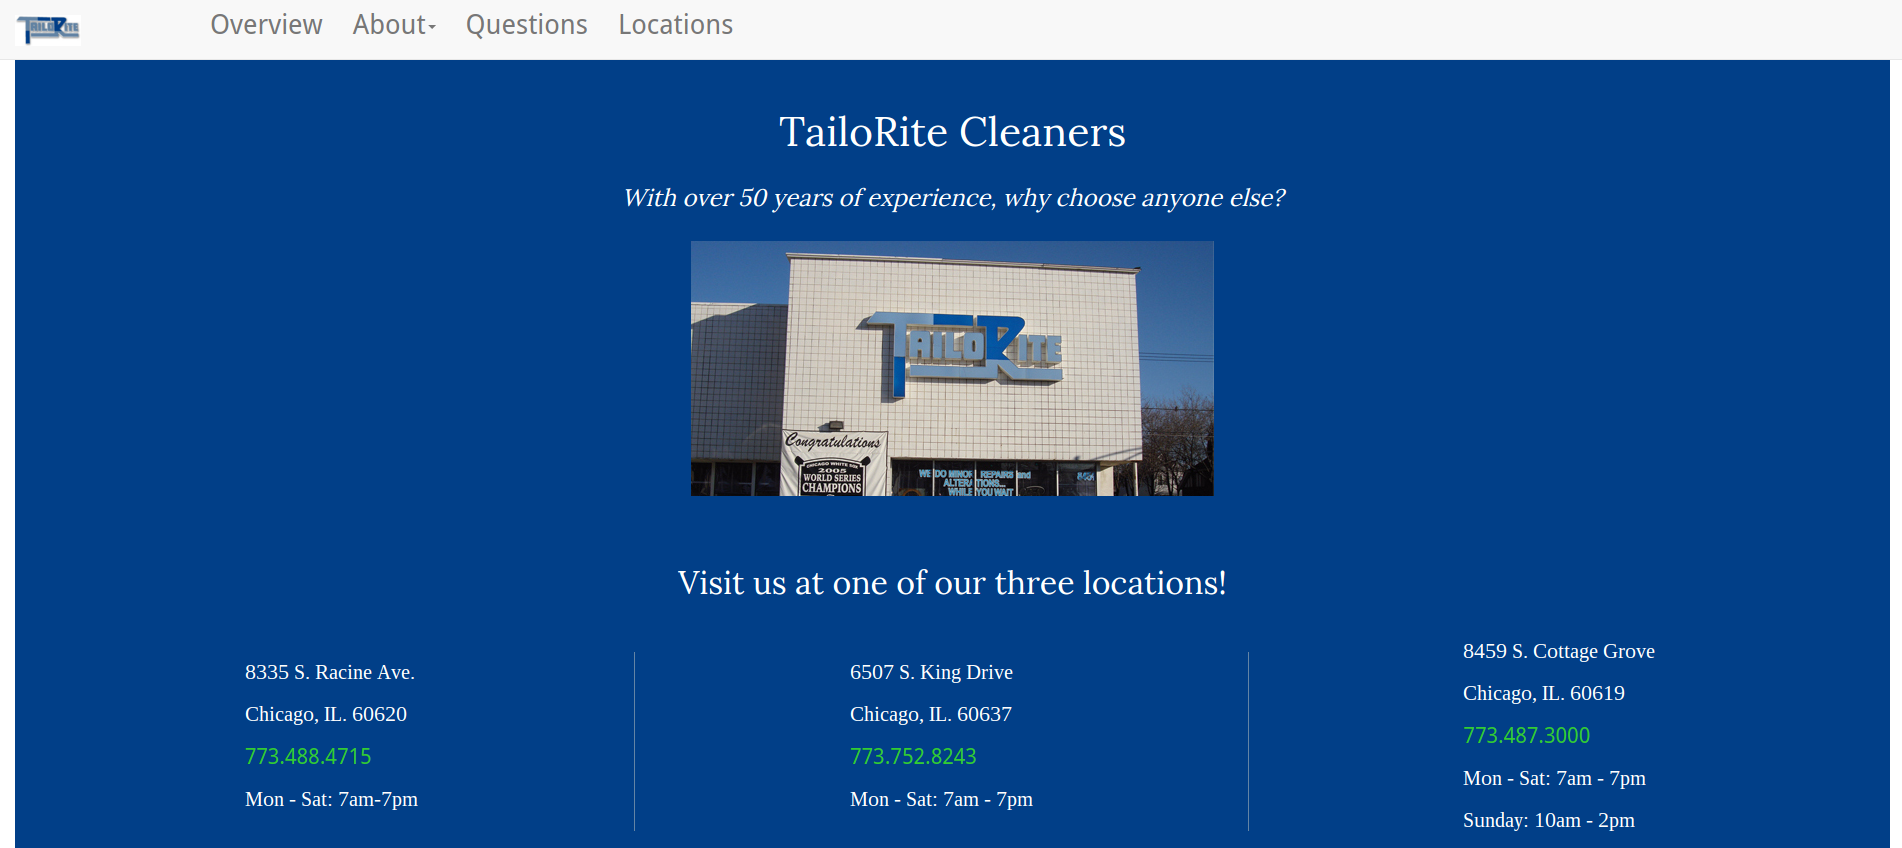 TAILORITE
Overview About Questions Locations
TailoRite Cleaners
With over 50 years of experience, why choose anyone else?
TAILORITE
Congratulations
CHICAGO WHITE SOX
2005
WORLD SERIES
CHAMPIONS
WE DO MINOR REPAIRS and
ALTERATIONS...
WHILE YOU WAIT
Visit us at one of our three locations!
8335 S. Racine Ave.
Chicago, IL. 60620
773.488.4715
Mon - Sat: 7am-7pm
6507 S. King Drive
Chicago, IL. 60637
773.752.8243
Mon - Sat: 7am - 7pm
8459 S. Cottage Grove
Chicago, IL. 60619
773.487.3000
Mon - Sat: 7am - 7pm
Sunday: 10am - 2pm